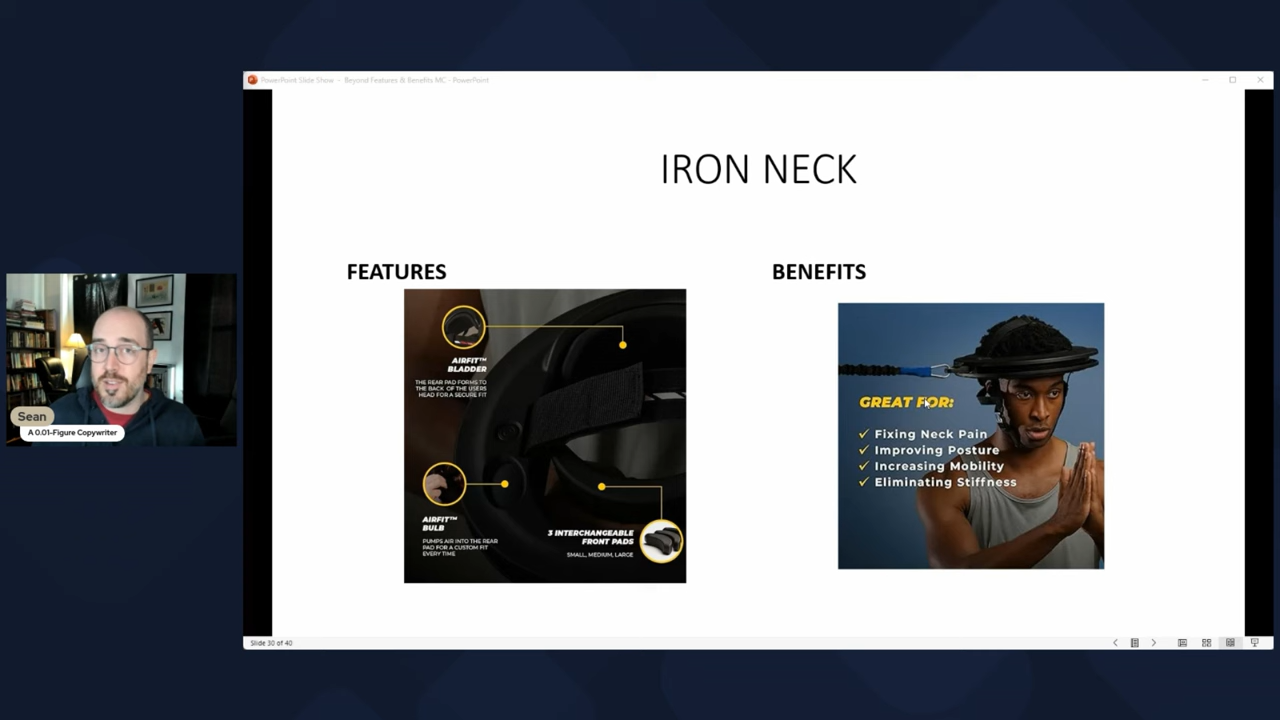 PowerPoint Slide Show - Beyond Features & Benefits MC - PowerPoint
IRON NECK
FEATURES
BENEFITS
AIRFIT™
BLADDER
THE REAR PAD FORMS TO
THE BACK OF THE USERS
HEAD FOR A SECURE FIT
AIRFIT™
BULB
PUMPS AIR INTO THE REAR
PAD FOR A CUSTOM FIT
EVERY TIME
3 INTERCHANGEABLE
FRONT PADS
SMALL, MEDIUM, LARGE
GREAT FOR:
✓ Fixing Neck Pain
✓ Improving Posture
✓ Increasing Mobility
✓ Eliminating Stiffness
Sean
A 0.01-Figure Copywriter
Slide 30 of 40